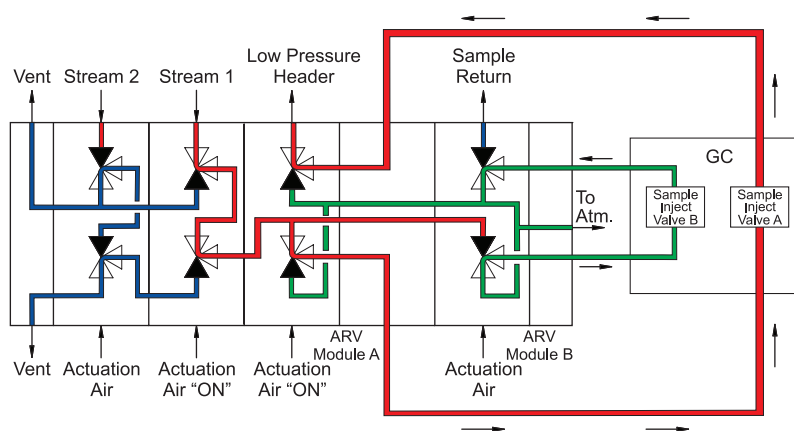 Vent
Stream 2
Stream 1
Low Pressure
Header
Sample
Return
GC
Sample
Inject
Valve B
Sample
Inject
Valve A
To
Atm.
ARV
Module A
ARV
Module B
Vent
Actuation
Air
Actuation
Air “ON”
Actuation
Air “ON”
Actuation
Air